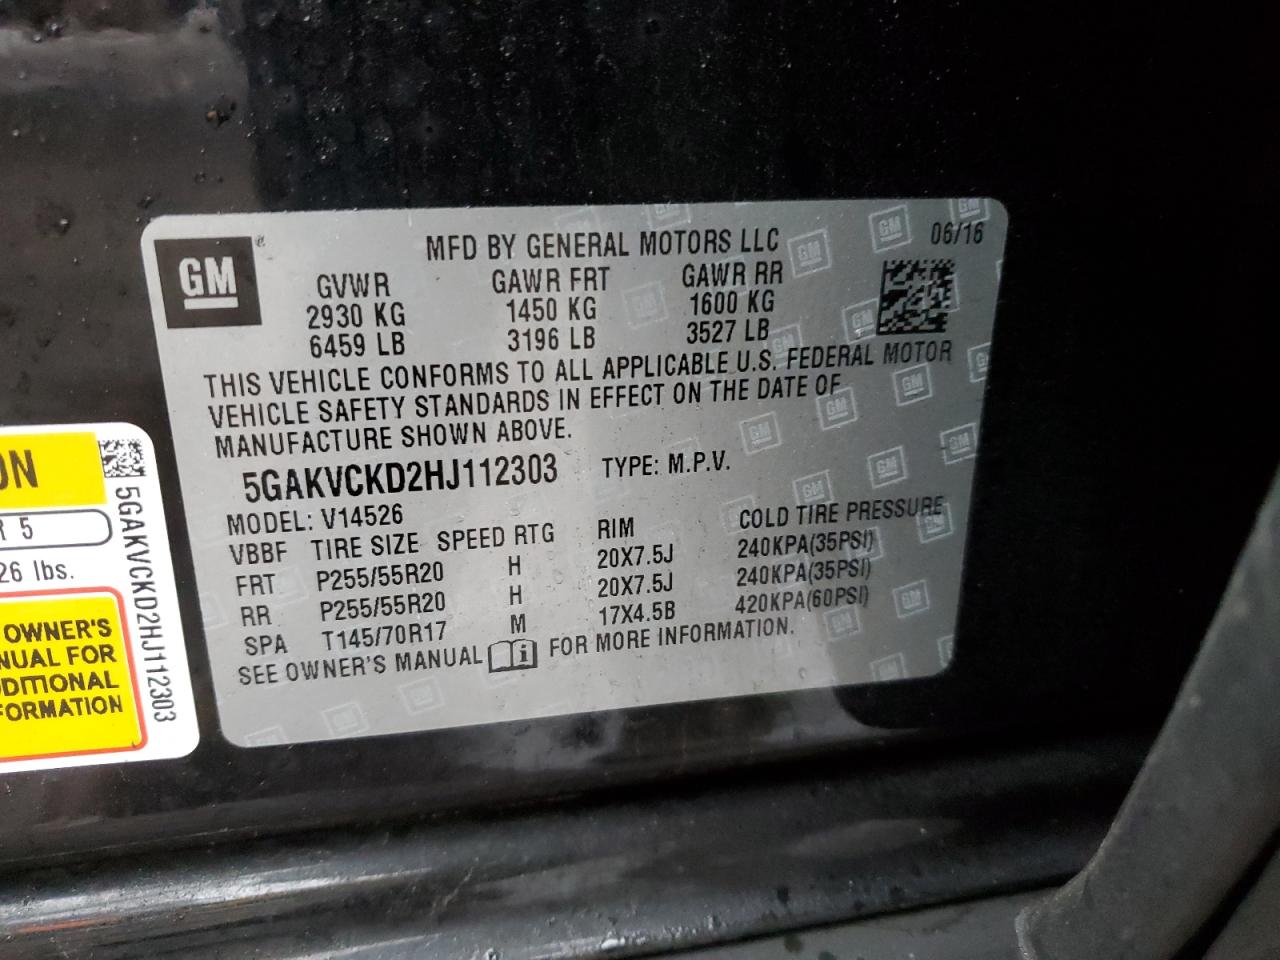 GM
MFD BY GENERAL MOTORS LLC
06/16
GVWR GAWR FRT GAWR RR
2930 KG 1450 KG 1600 KG
6459 LB 3196 LB 3527 LB
THIS VEHICLE CONFORMS TO ALL APPLICABLE U.S. FEDERAL MOTOR
VEHICLE SAFETY STANDARDS IN EFFECT ON THE DATE OF
MANUFACTURE SHOWN ABOVE.
5GAKVCKD2HJ112303 TYPE: M.P.V.
MODEL: V14526
VBBF TIRE SIZE SPEED RTG RIM COLD TIRE PRESSURE
FRT P255/55R20 H 20X7.5J 240KPA(35PSI)
RR P255/55R20 H 20X7.5J 240KPA(35PSI)
SPA T145/70R17 M 17X4.5B 420KPA(60PSI)
SEE OWNER'S MANUAL i FOR MORE INFORMATION.
ON
R 5
26 lbs.
OWNER'S
NUAL FOR
DDITIONAL
FORMATION
5GAKVCKD2HJ112303